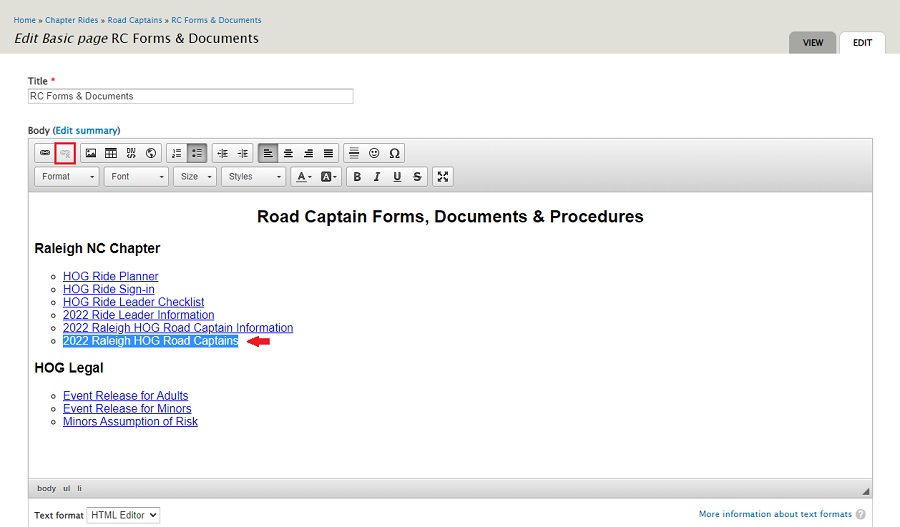 Home » Chapter Rides » Road Captains » RC Forms & Documents
Edit Basic page RC Forms & Documents
VIEW EDIT
Title *
RC Forms & Documents
Body (Edit summary)
DIV
Format Font Size Styles A A B I U S
Road Captain Forms, Documents & Procedures
Raleigh NC Chapter
HOG Ride Planner
HOG Ride Sign-in
HOG Ride Leader Checklist
2022 Ride Leader Information
2022 Raleigh HOG Road Captain Information
2022 Raleigh HOG Road Captains
HOG Legal
Event Release for Adults
Event Release for Minors
Minors Assumption of Risk
body ul li
Text format HTML Editor More information about text formats ?